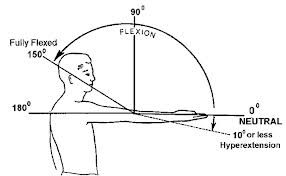 90°
FLEXION
Fully Flexed
150°
180°
0°
NEUTRAL
10° or less
Hyperextension